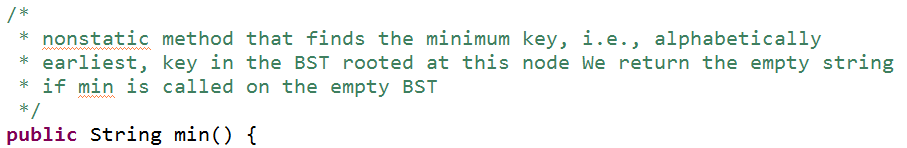 /*
* nonstatic method that finds the minimum key, i.e., alphabetically
* earliest, key in the BST rooted at this node We return the empty string
* if min is called on the empty BST
*/
public String min() {